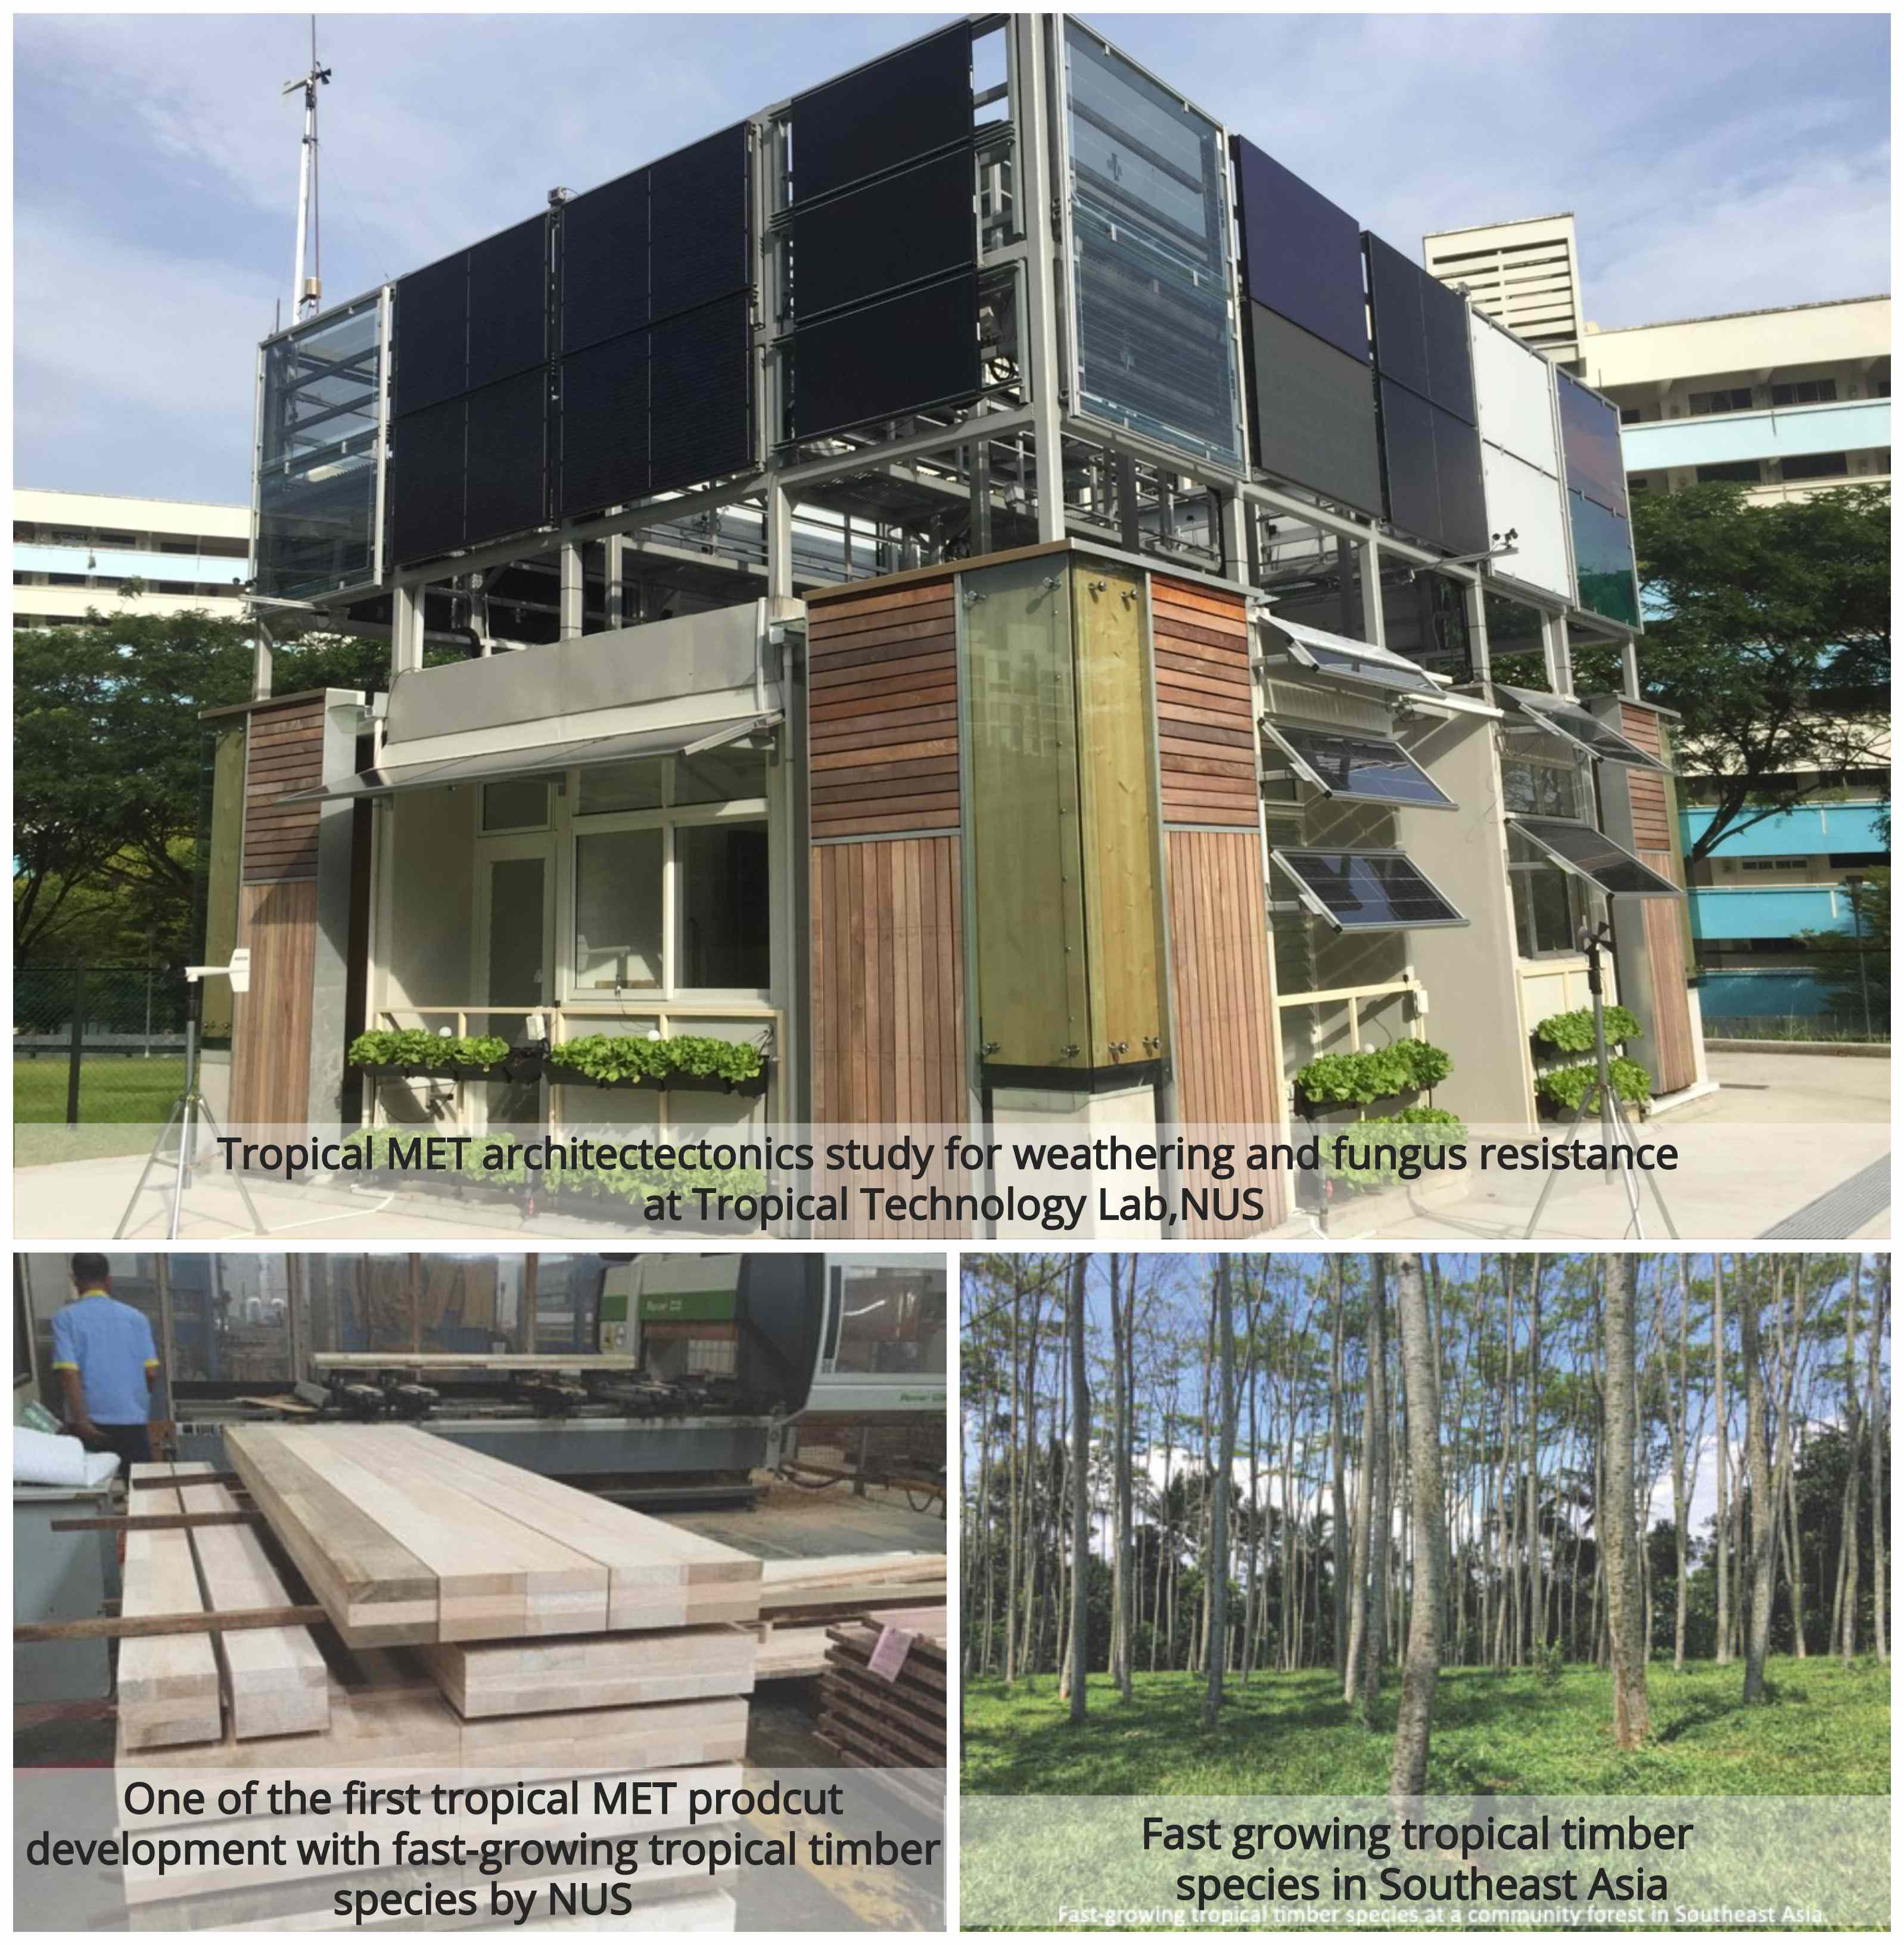 Tropical MET architectectonics study for weathering and fungus resistance
at Tropical Technology Lab,NUS
One of the first tropical MET prodcut
development with fast-growing tropical timber
species by NUS
Fast growing tropical timber
species in Southeast Asia
Fast-growing tropical timber species at a community forest in Southeast Asia.